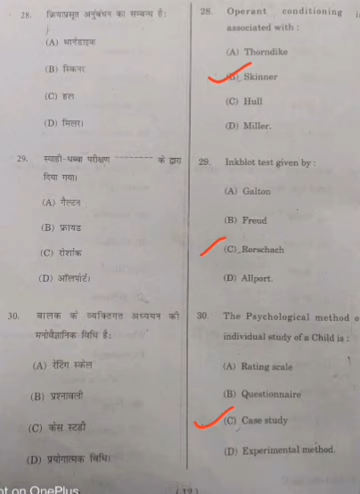 28. क्रियाप्रसूत अनुबंधन का सम्बन्ध है:
(A) थार्नडाइक
(B) स्किनर
(C) हल
(D) मिलर।
29. स्याही-धब्बा परीक्षण --------- के द्वारा
दिया गया।
(A) गैल्टन
(B) फ्रायड
(C) रोर्शाक
(D) ऑलपोर्ट।
30. बालक के व्यक्तिगत अध्ययन की
मनोवैज्ञानिक विधि है:
(A) रेटिंग स्केल
(B) प्रश्नावली
(C) केस स्टडी
(D) प्रयोगात्मक विधि।
28. Operant conditioning
associated with :
(A) Thorndike
(B) Skinner
(C) Hull
(D) Miller.
29. Inkblot test given by :
(A) Galton
(B) Freud
(C) Rorschach
(D) Allport.
30. The Psychological method
individual study of a Child is :
(A) Rating scale
(B) Questionnaire
(C) Case study
(D) Experimental method.
on OnePlus
(12)